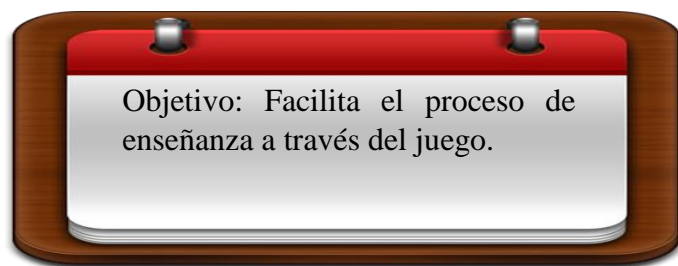 Objetivo: Facilita el proceso de
enseñanza a través del juego.